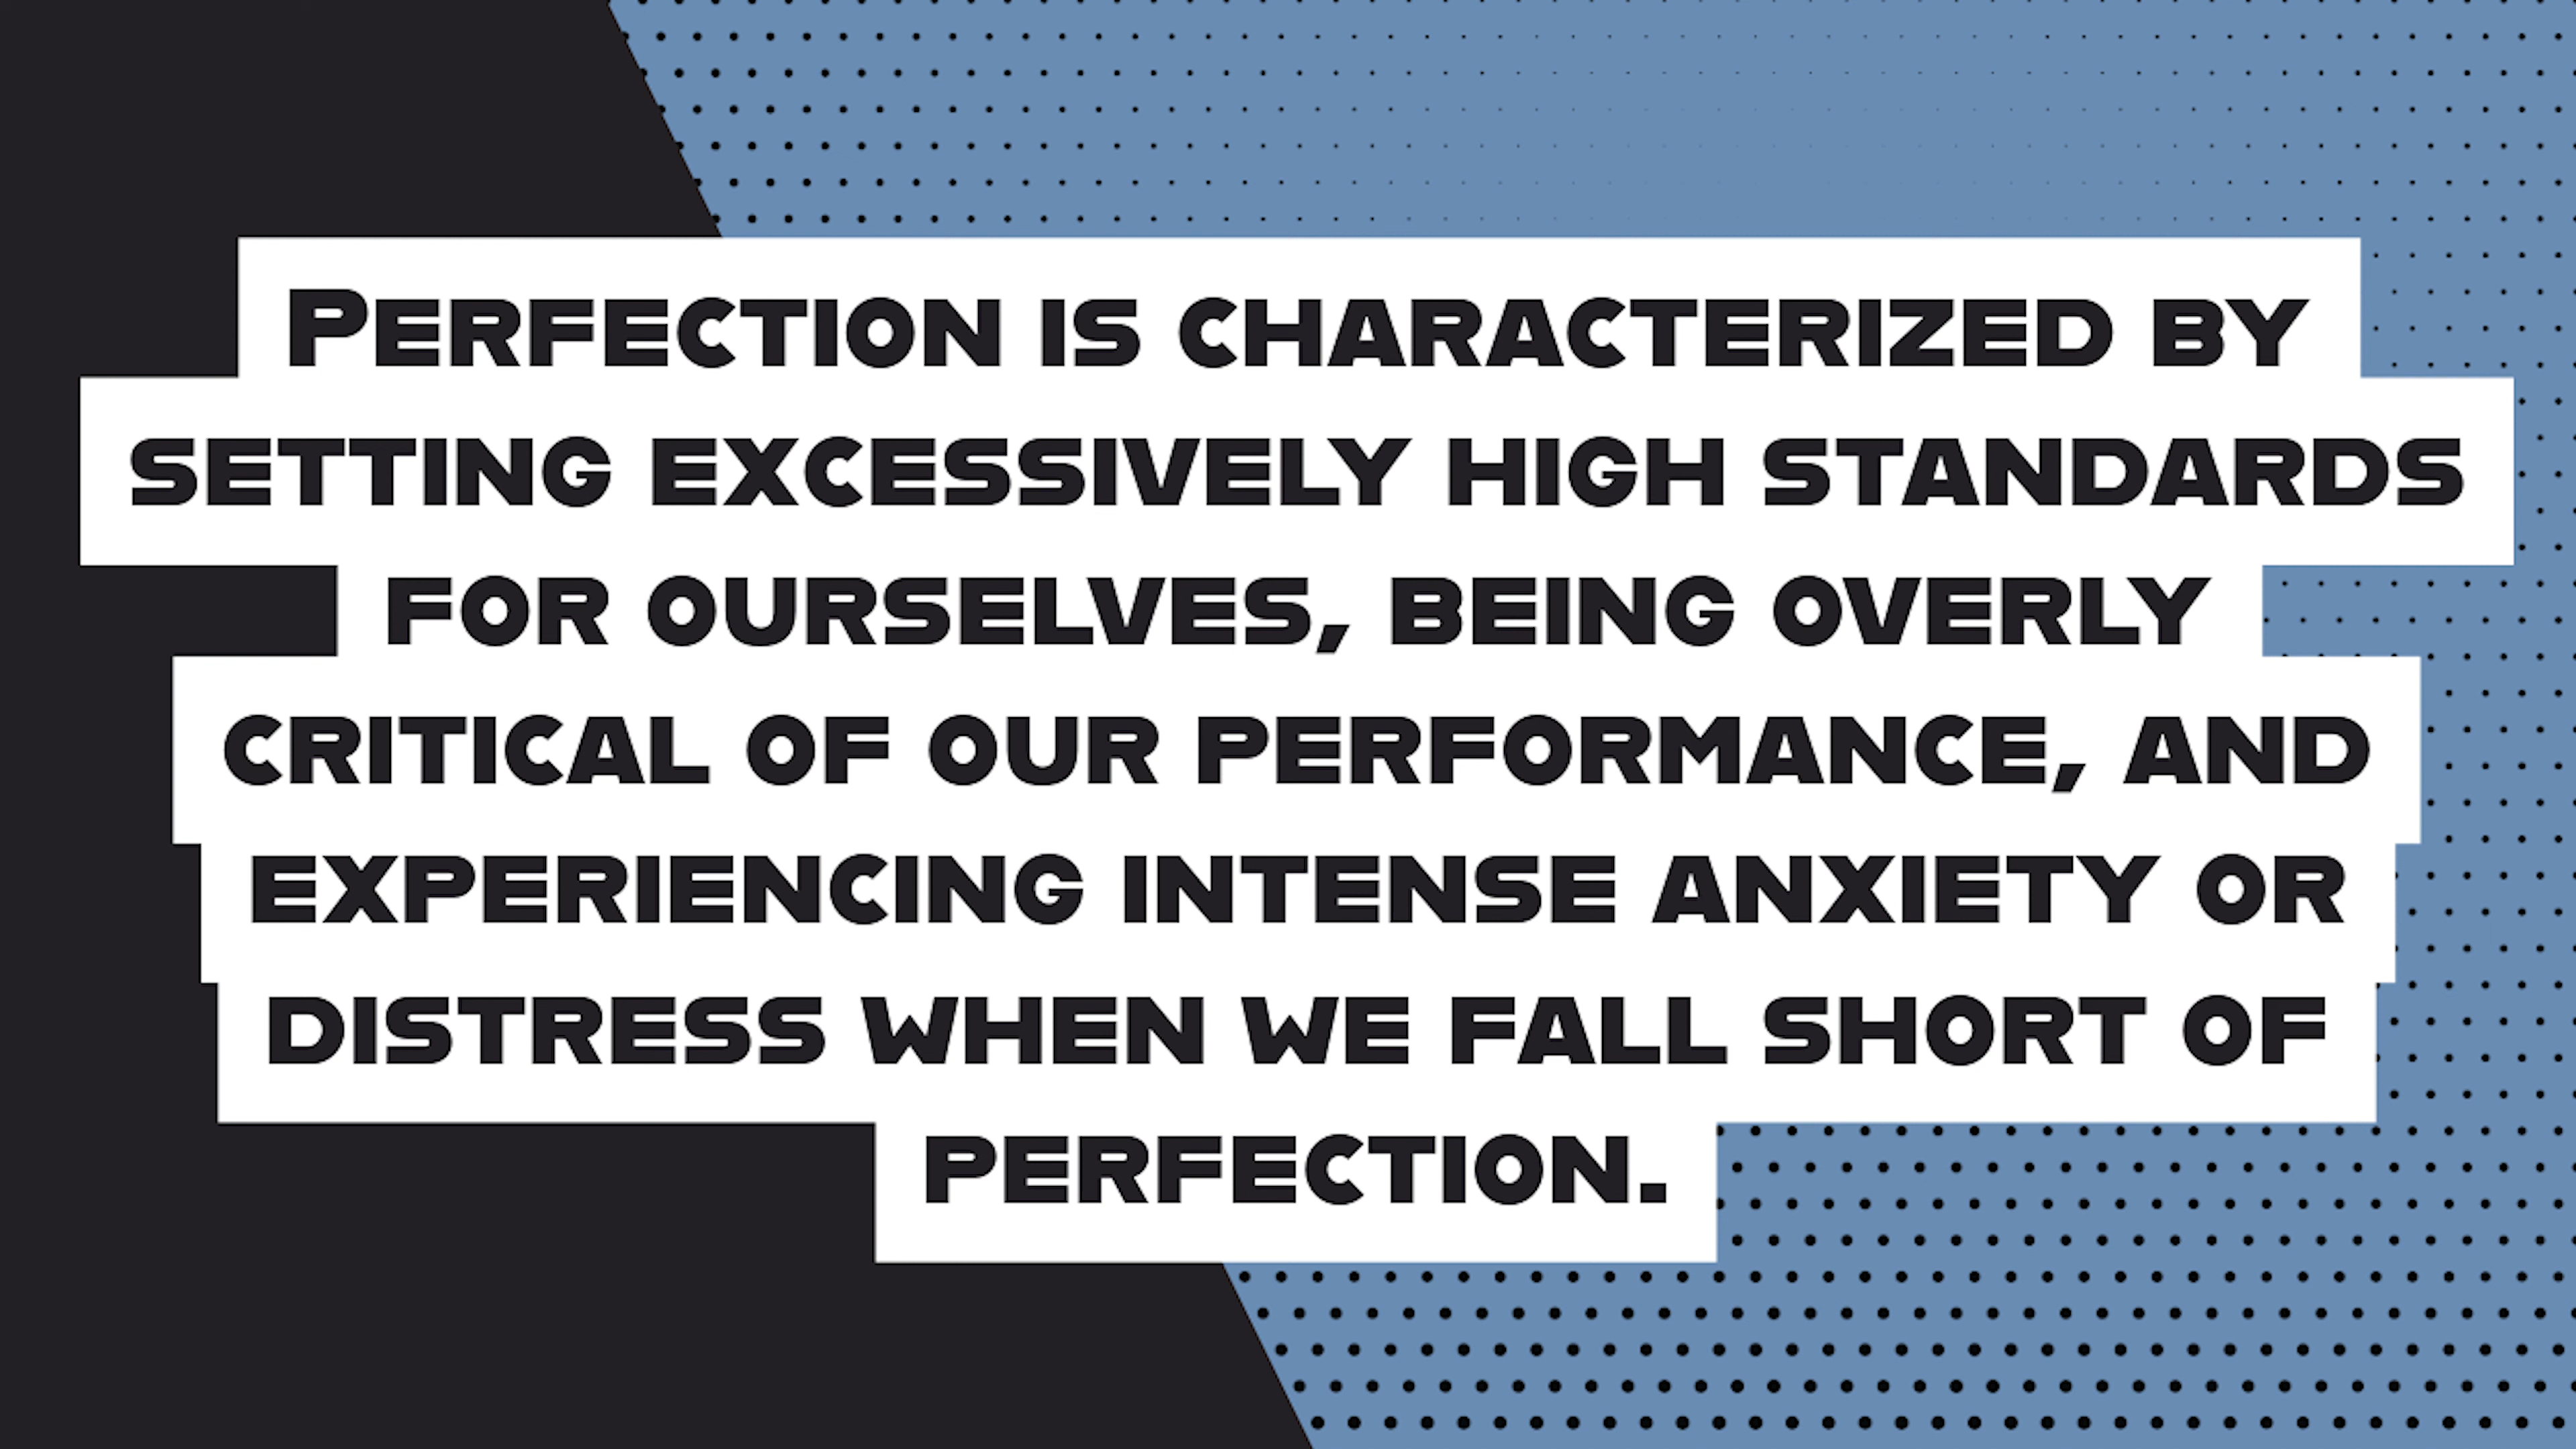 Perfection is characterized by
setting excessively high standards
for ourselves, being overly
critical of our performance, and
experiencing intense anxiety or
distress when we fall short of
perfection.